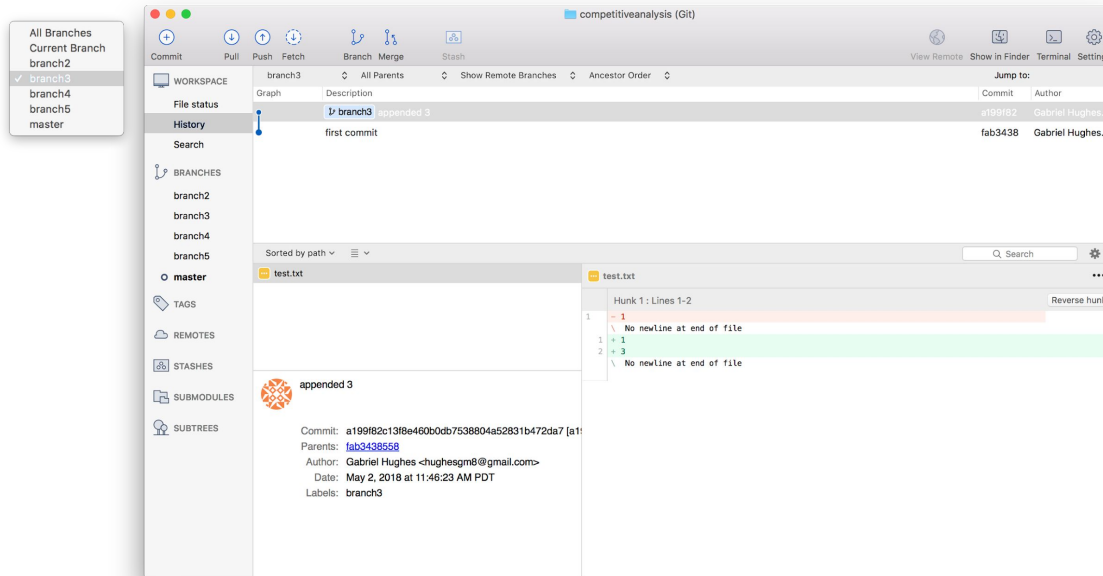 All Branches
Current Branch
branch2
✓ branch3
branch4
branch5
master
competitiveanalysis (Git)
Commit Pull Push Fetch Branch Merge Stash View Remote Show in Finder Terminal Setting
WORKSPACE
File status
History
Search
BRANCHES
branch2
branch3
branch4
branch5
master
TAGS
REMOTES
STASHES
SUBMODULES
SUBTREES
branch3 All Parents Show Remote Branches Ancestor Order Jump to:
Graph Description Commit Author
branch3 appended 3 a199f82 Gabriel Hughes.
first commit fab3438 Gabriel Hughes.
Sorted by path Search
test.txt
appended 3
Commit: a199f82c13f8e460b0db7538804a52831b472da7 [a19
Parents: fab3438558
Author: Gabriel Hughes <hughesgm8@gmail.com>
Date: May 2, 2018 at 11:46:23 AM PDT
Labels: branch3
test.txt
Hunk 1 : Lines 1-2 Reverse hunk
1 - 1
\ No newline at end of file
1 + 1
2 + 3
\ No newline at end of file